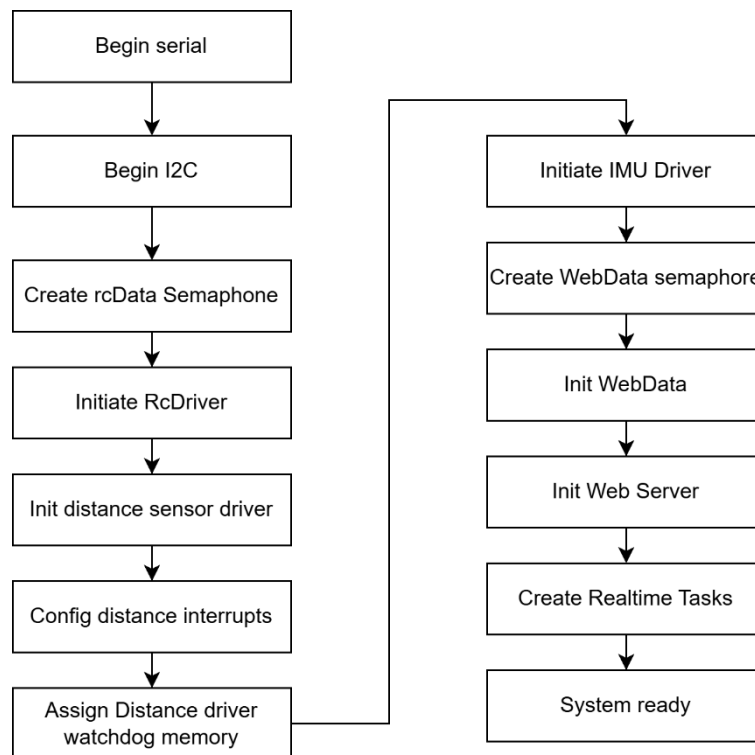 Begin serial
Begin I2C
Create rcData Semaphone
Initiate RcDriver
Init distance sensor driver
Config distance interrupts
Assign Distance driver
watchdog memory
Initiate IMU Driver
Create WebData semaphore
Init WebData
Init Web Server
Create Realtime Tasks
System ready